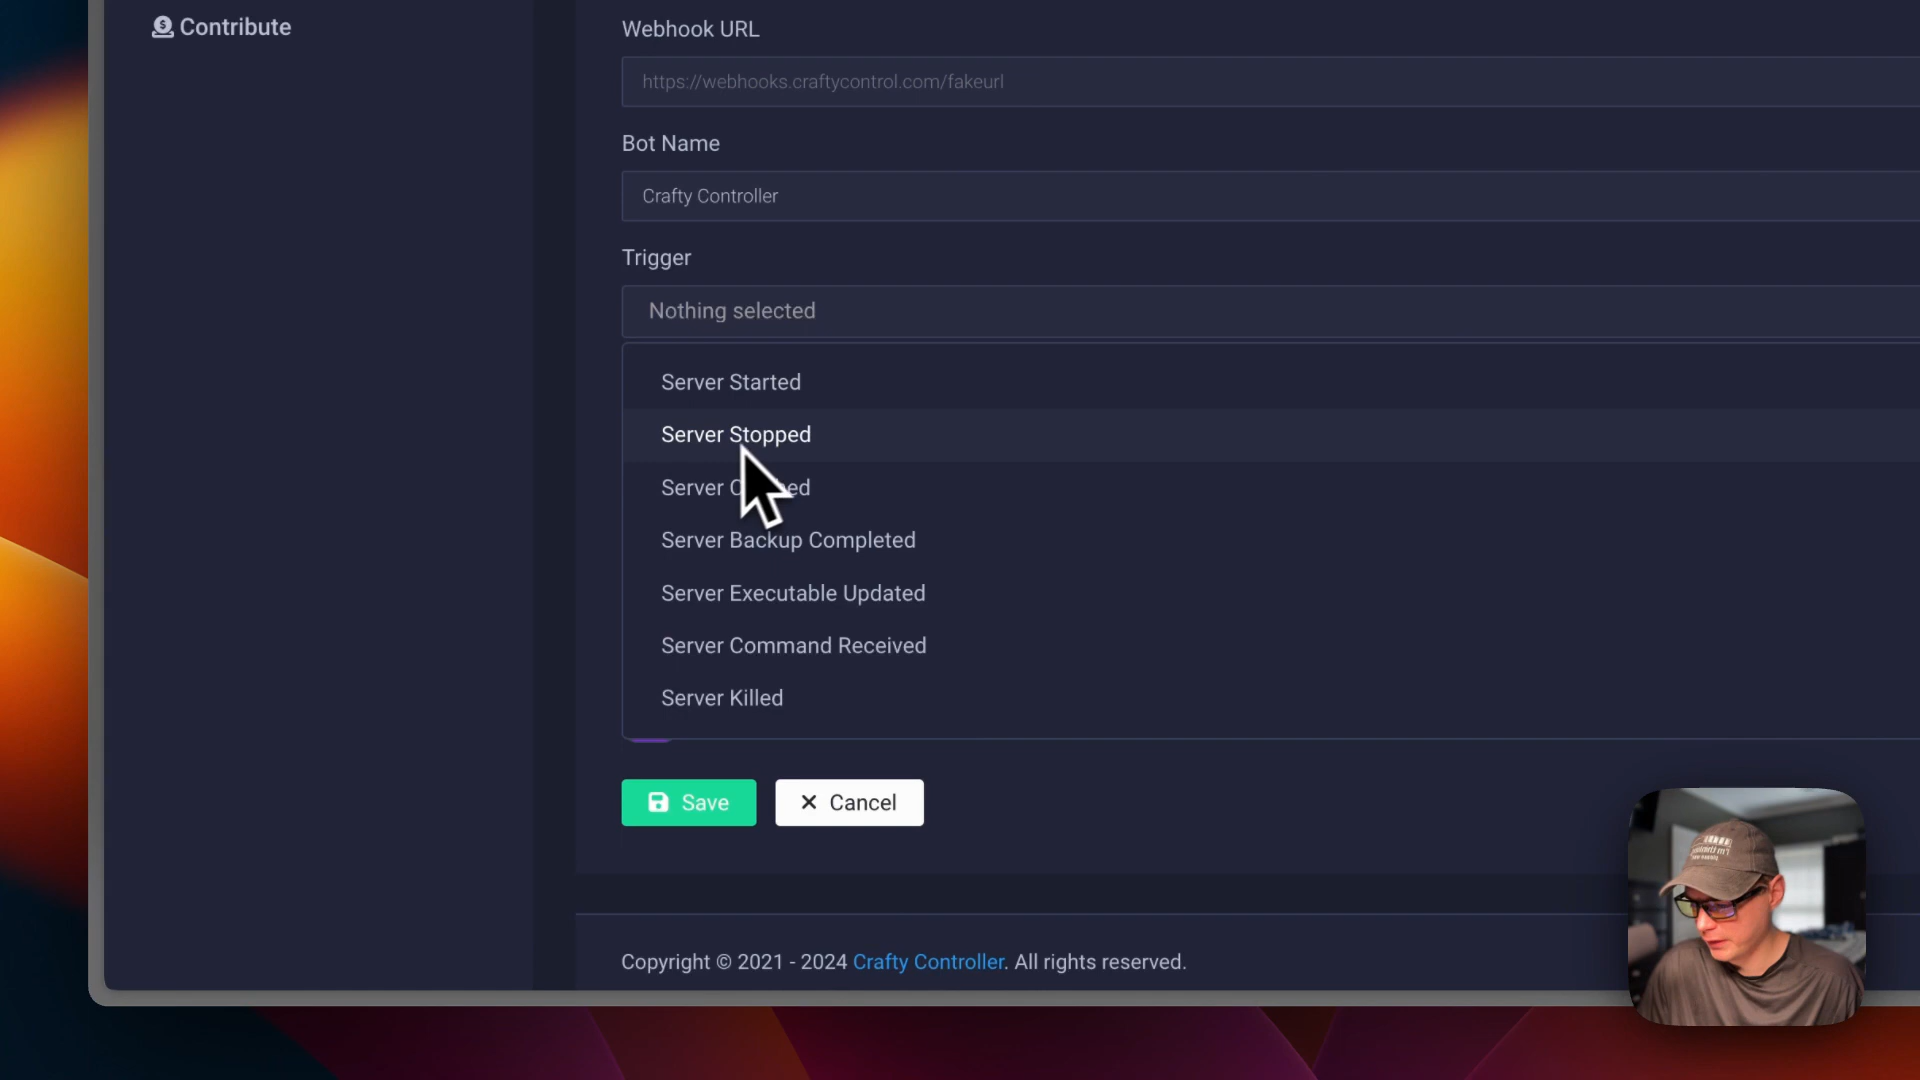 Contribute
Webhook URL
https://webhooks.craftycontrol.com/fakeurl
Bot Name
Crafty Controller
Trigger
Nothing selected
Server Started
Server Stopped
Server
Server Backup Completed
Server Executable Updated
Server Command Received
Server Killed
Save
Cancel
Copyright © 2021 - 2024 Crafty Controller. All rights reserved.